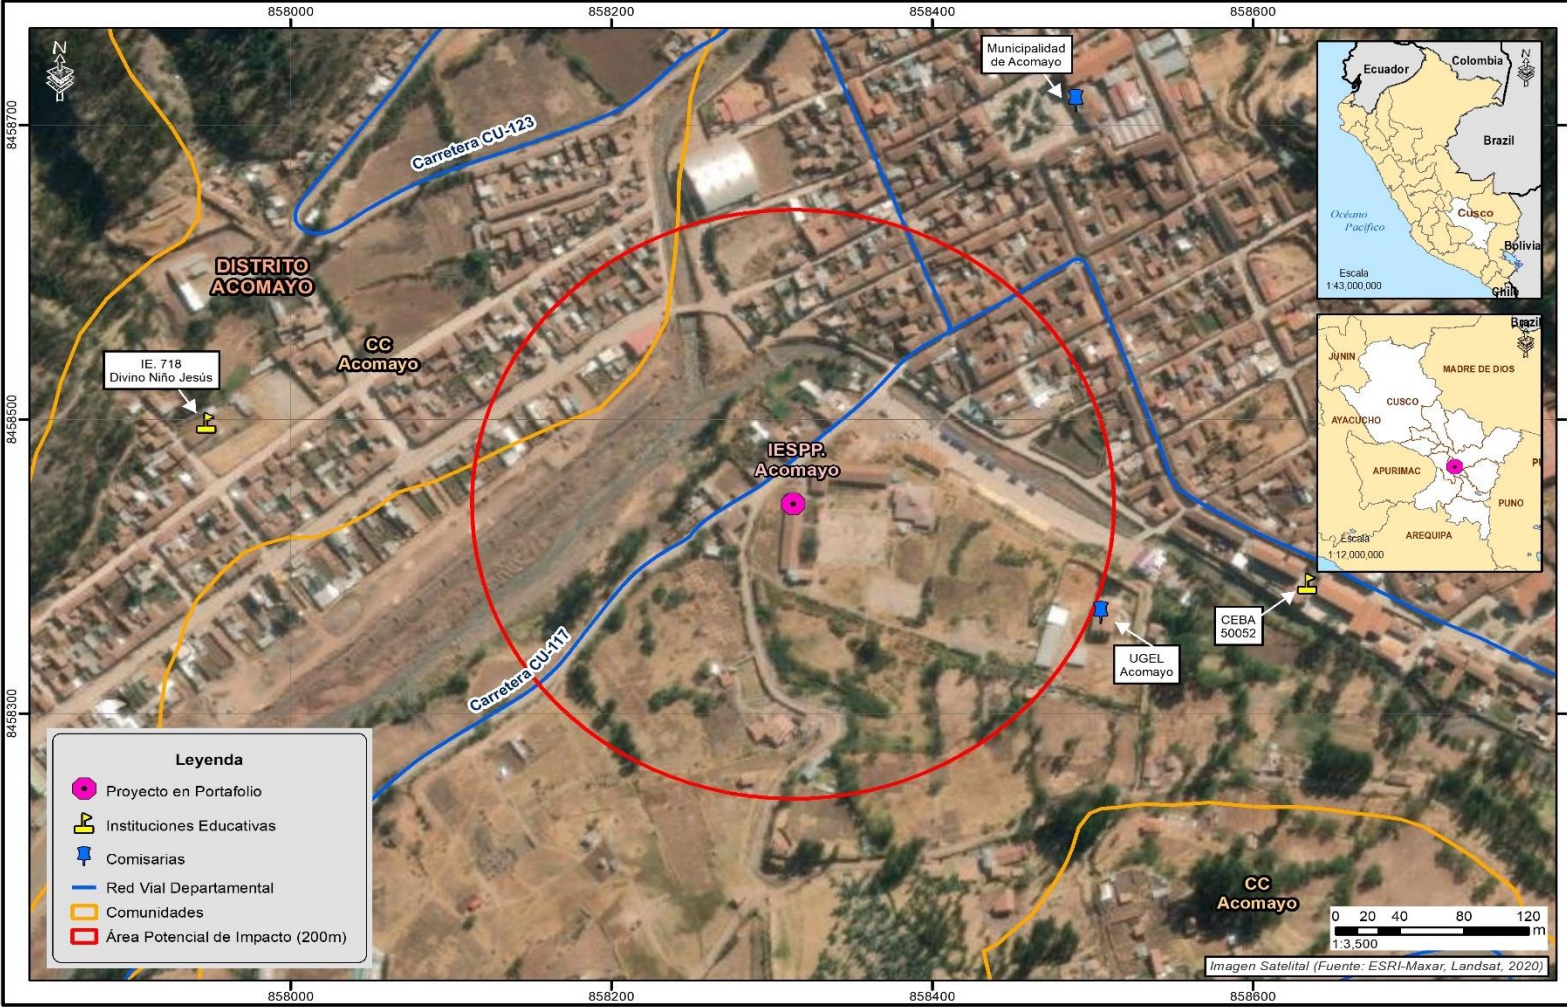 858000
858200
858400
858600
8458700
8458500
8458300
N
Carretera CU-123
Municipalidad
de Acomayo
DISTRITO
ACOMAYO
CC
Acomayo
IE. 718
Divino Niño Jesús
IESPP.
Acomayo
Carretera CU-117
UGEL
Acomayo
CEBA
50052
CC
Acomayo
Ecuador
Colombia
N
Brazil
Cusco
Océano
Pacífico
Bolivia
Escala
1:43,000,000
Chile
Brazil
JUNIN
MADRE DE DIOS
CUSCO
AYACUCHO
APURIMAC
PUNO
AREQUIPA
Escala
1:12,000,000
Leyenda
Proyecto en Portafolio
Instituciones Educativas
Comisarias
Red Vial Departamental
Comunidades
Área Potencial de Impacto (200m)
0 20 40 80 120
m
1:3,500
Imagen Satelital (Fuente: ESRI-Maxar, Landsat, 2020)
858000
858200
858400
858600